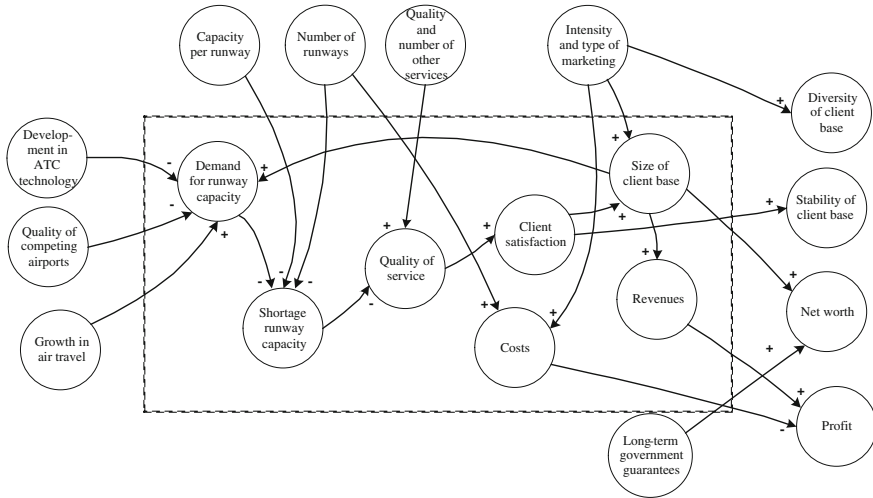 Capacity
per runway
Number of
runways
Quality
and
number of
other
services
Intensity
and type of
marketing
Diversity
of client
base
+
Develop-
ment in
ATC
technology
-
Demand
for runway
capacity
+
+
+
Size of
client base
+
Stability of
client base
+
Quality of
competing
airports
-
+
Client
satisfaction
+
+
Quality of
service
+
+
Growth in
air travel
-
-
-
Shortage
runway
capacity
-
+
+
Costs
Revenues
+
Net worth
+
+
+
-
Profit
Long-term
government
guarantees